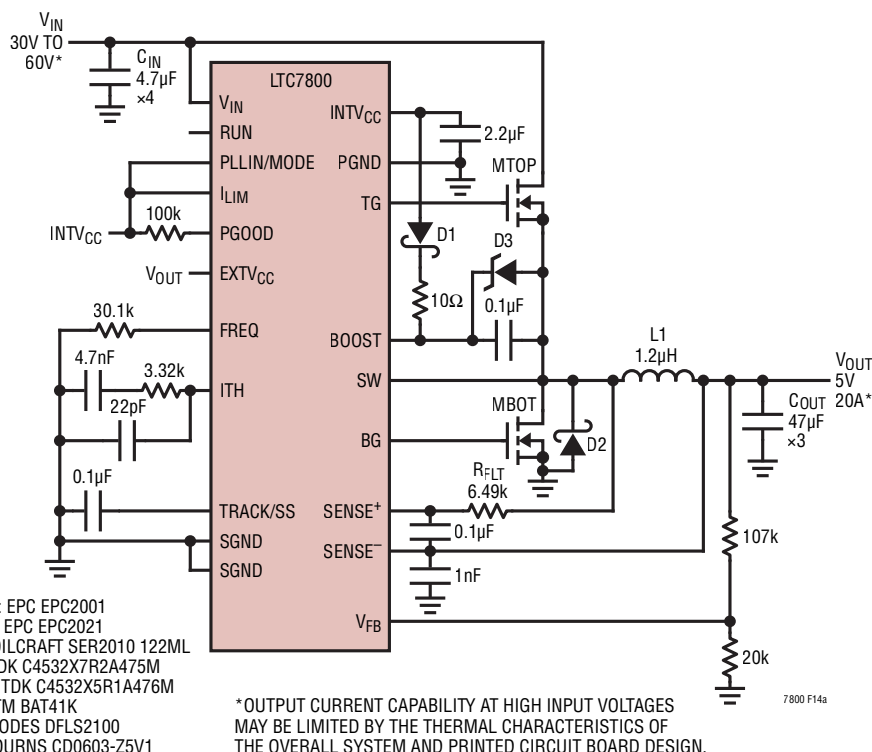 VIN
30V TO
60V*
CIN
4.7µF
×4
LTC7800
VIN
RUN
PLLIN/MODE
ILIM
PGOOD
EXTVCC
FREQ
ITH
TRACK/SS
SGND
SGND
INTVCC
PGND
TG
BOOST
SW
BG
SENSE+
SENSE–
VFB
INTVCC
100k
VOUT
30.1k
4.7nF
3.32k
22pF
0.1µF
2.2µF
MTOP
D1
D3
10Ω
0.1µF
L1
1.2µH
MBOT
D2
RFLT
6.49k
0.1µF
1nF
VOUT
5V
20A*
COUT
47µF
×3
107k
20k
: EPC EPC2001
EPC EPC2021
OILCRAFT SER2010 122ML
DK C4532X7R2A475M
TDK C4532X5R1A476M
TM BAT41K
ODES DFLS2100
OURNS CD0603-Z5V1
*OUTPUT CURRENT CAPABILITY AT HIGH INPUT VOLTAGES
MAY BE LIMITED BY THE THERMAL CHARACTERISTICS OF
THE OVERALL SYSTEM AND PRINTED CIRCUIT BOARD DESIGN.
7800 F14a